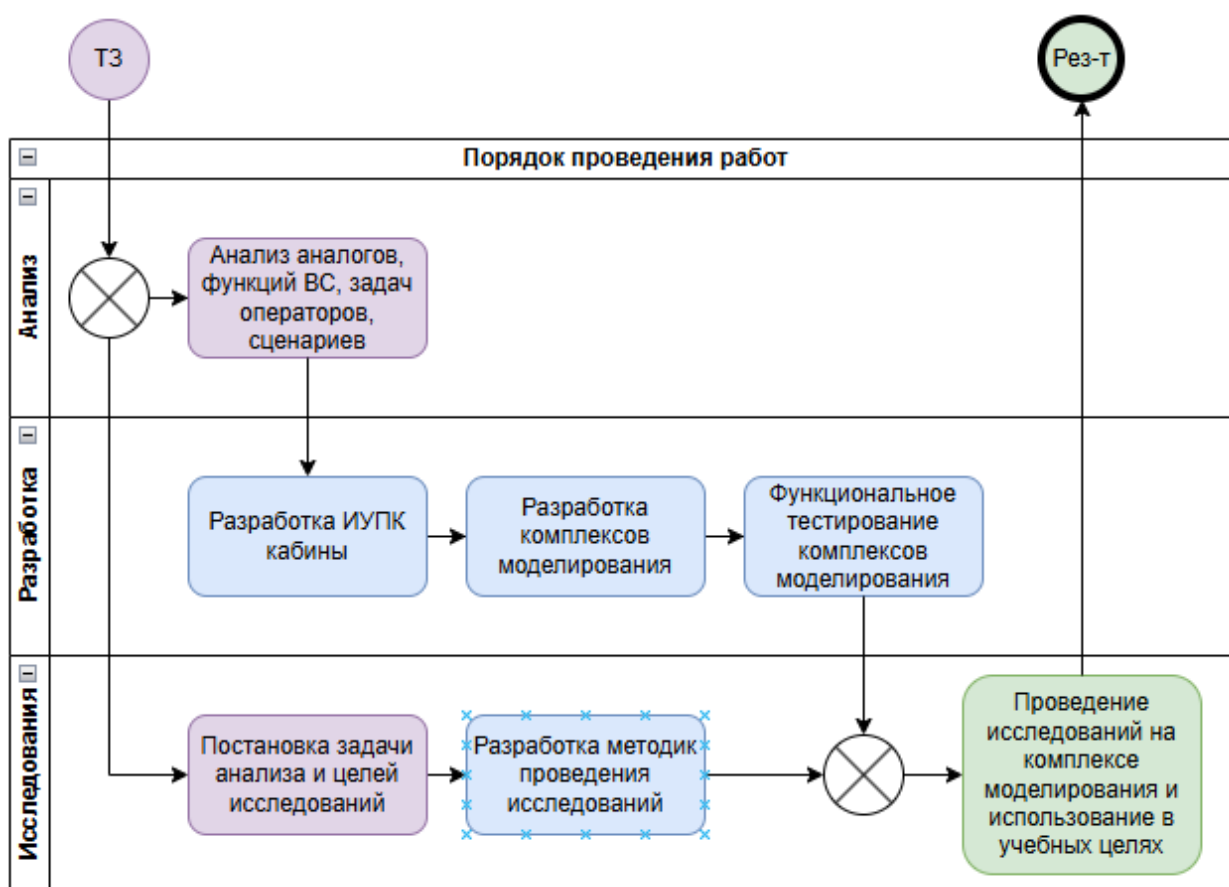 ТЗ
Рез-т
Порядок проведения работ
Анализ
Анализ аналогов,
функций ВС, задач
операторов,
сценариев
Разработка
Разработка ИУПК
кабины
Разработка
комплексов
моделирования
Функциональное
тестирование
комплексов
моделирования
Исследования
Постановка задачи
анализа и целей
исследований
Разработка методик
проведения
исследований
Проведение
исследований на
комплексе
моделирования и
использование в
учебных целях